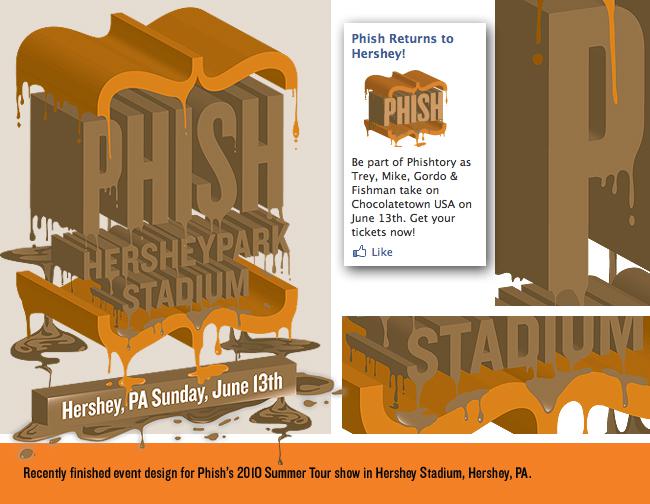 PHISH
HERSHEYPARK
STADIUM
Hershey, PA Sunday, June 13th
Phish Returns to
Hershey!
PHISH
Be part of Phishtory as
Trey, Mike, Gordo &
Fishman take on
Chocolatetown USA on
June 13th. Get your
tickets now!
Like
P
STADIUM
Recently finished event design for Phish's 2010 Summer Tour show in Hershey Stadium, Hershey, PA.